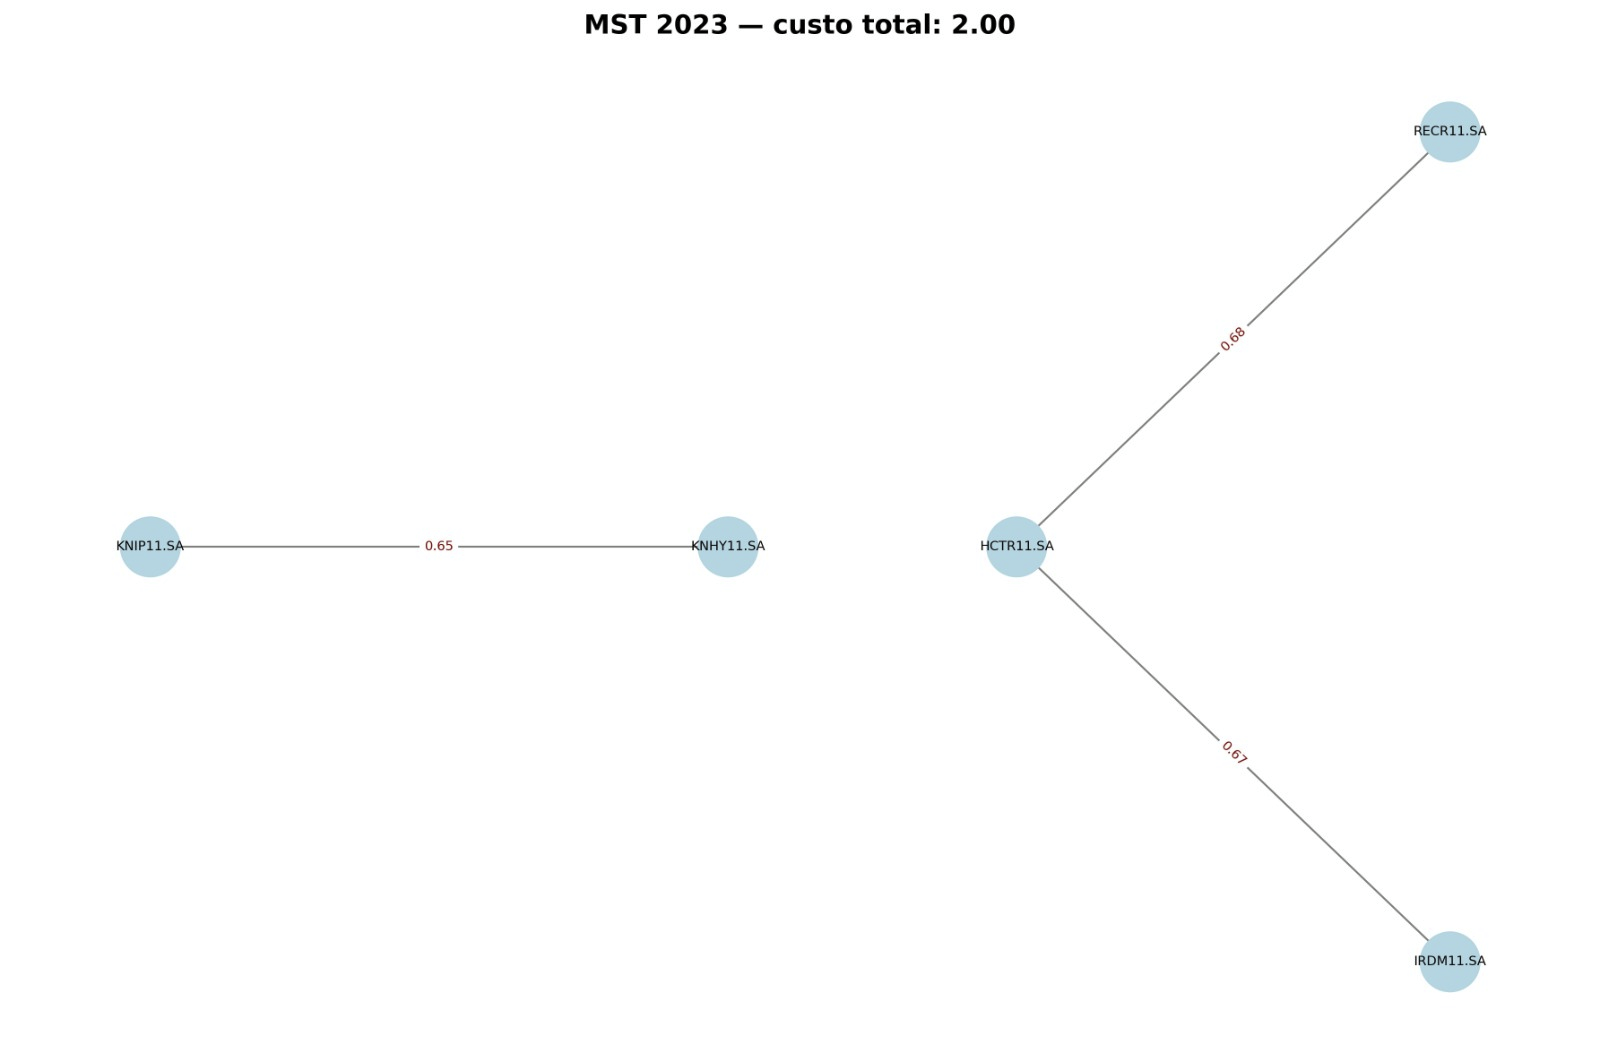 MST 2023 — custo total: 2.00
RECR11.SA
0.68
KNIP11.SA
0.65
KNHY11.SA
HCTR11.SA
0.67
IRDM11.SA